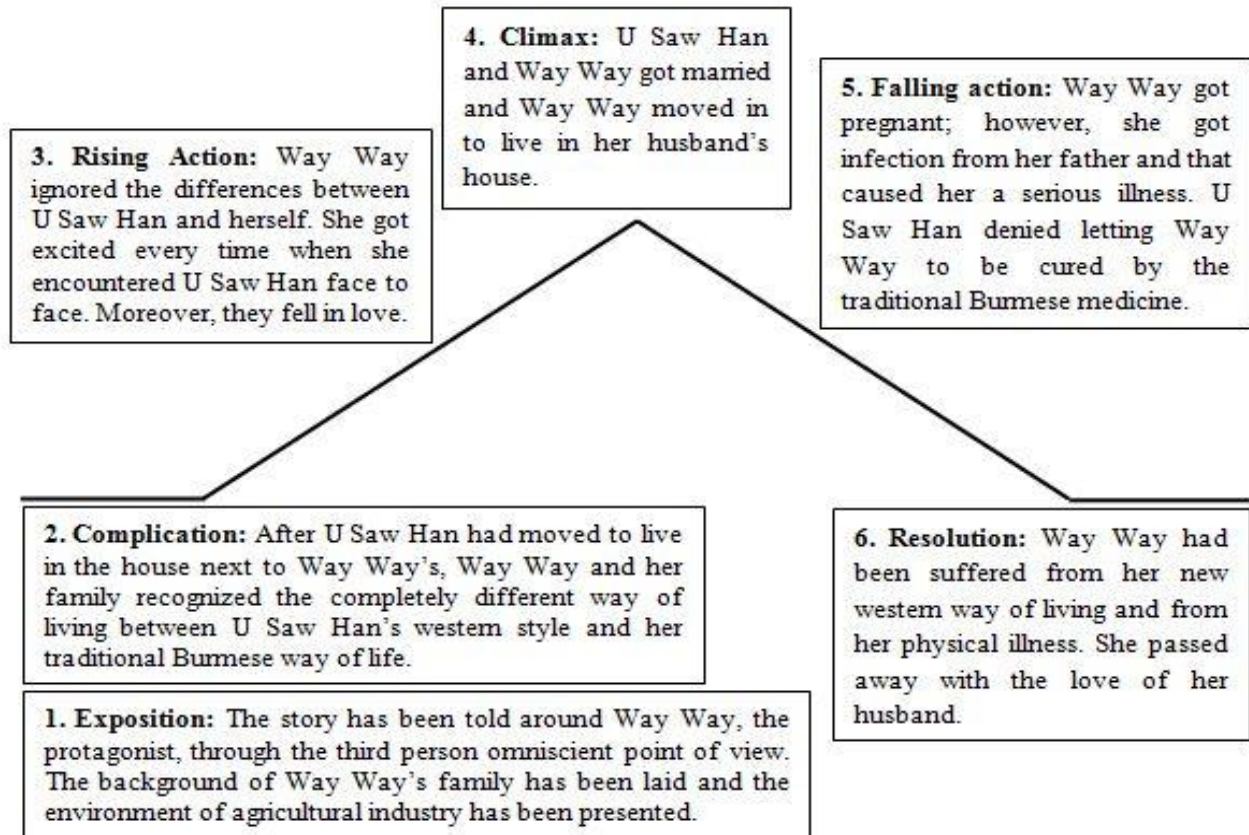 4. Climax: U Saw Han
and Way Way got married
and Way Way moved in
to live in her husband's
house.
5. Falling action: Way Way got
pregnant; however, she got
infection from her father and that
caused her a serious illness. U
Saw Han denied letting Way
Way to be cured by the
traditional Burmese medicine.
3. Rising Action: Way Way
ignored the differences between
U Saw Han and herself. She got
excited every time when she
encountered U Saw Han face to
face. Moreover, they fell in love.
2. Complication: After U Saw Han had moved to live
in the house next to Way Way's, Way Way and her
family recognized the completely different way of
living between U Saw Han's western style and her
traditional Burmese way of life.
6. Resolution: Way Way had
been suffered from her new
western way of living and from
her physical illness. She passed
away with the love of her
husband.
1. Exposition: The story has been told around Way Way, the
protagonist, through the third person omniscient point of view.
The background of Way Way's family has been laid and the
environment of agricultural industry has been presented.